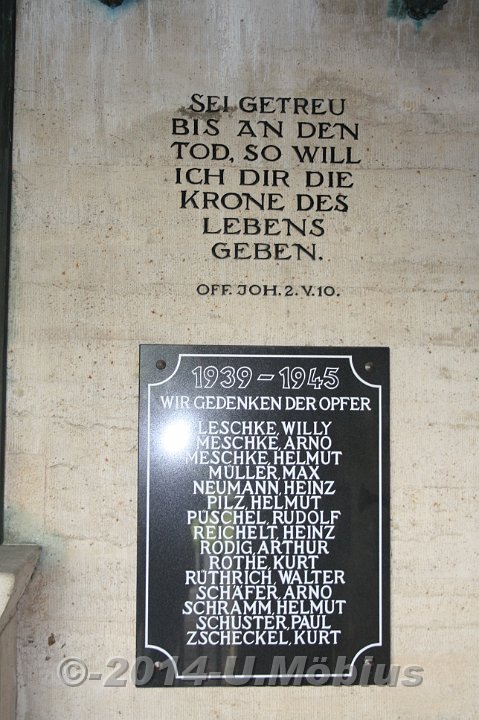 SEI GETREU
BIS AN DEN
TOD, SO WILL
ICH DIR DIE
KRONE DES
LEBENS
GEBEN.
OFF. JOH. 2. V. 10.
1939 - 1945
WIR GEDENKEN DER OPFER
LESCHKE, WILLY
MESCHKE, ARNO
MESCHKE, HELMUT
MÜLLER, MAX
NEUMANN, HEINZ
PILZ, HELMUT
PÜSCHEL, RUDOLF
REICHELT, HEINZ
RODIG, ARTHUR
ROTHE, KURT
RÜTHRICH, WALTER
SCHÄFER, ARNO
SCHRAMM, HELMUT
SCHUSTER, PAUL
ZSCHECKEL, KURT
©-2014-U.Möbius